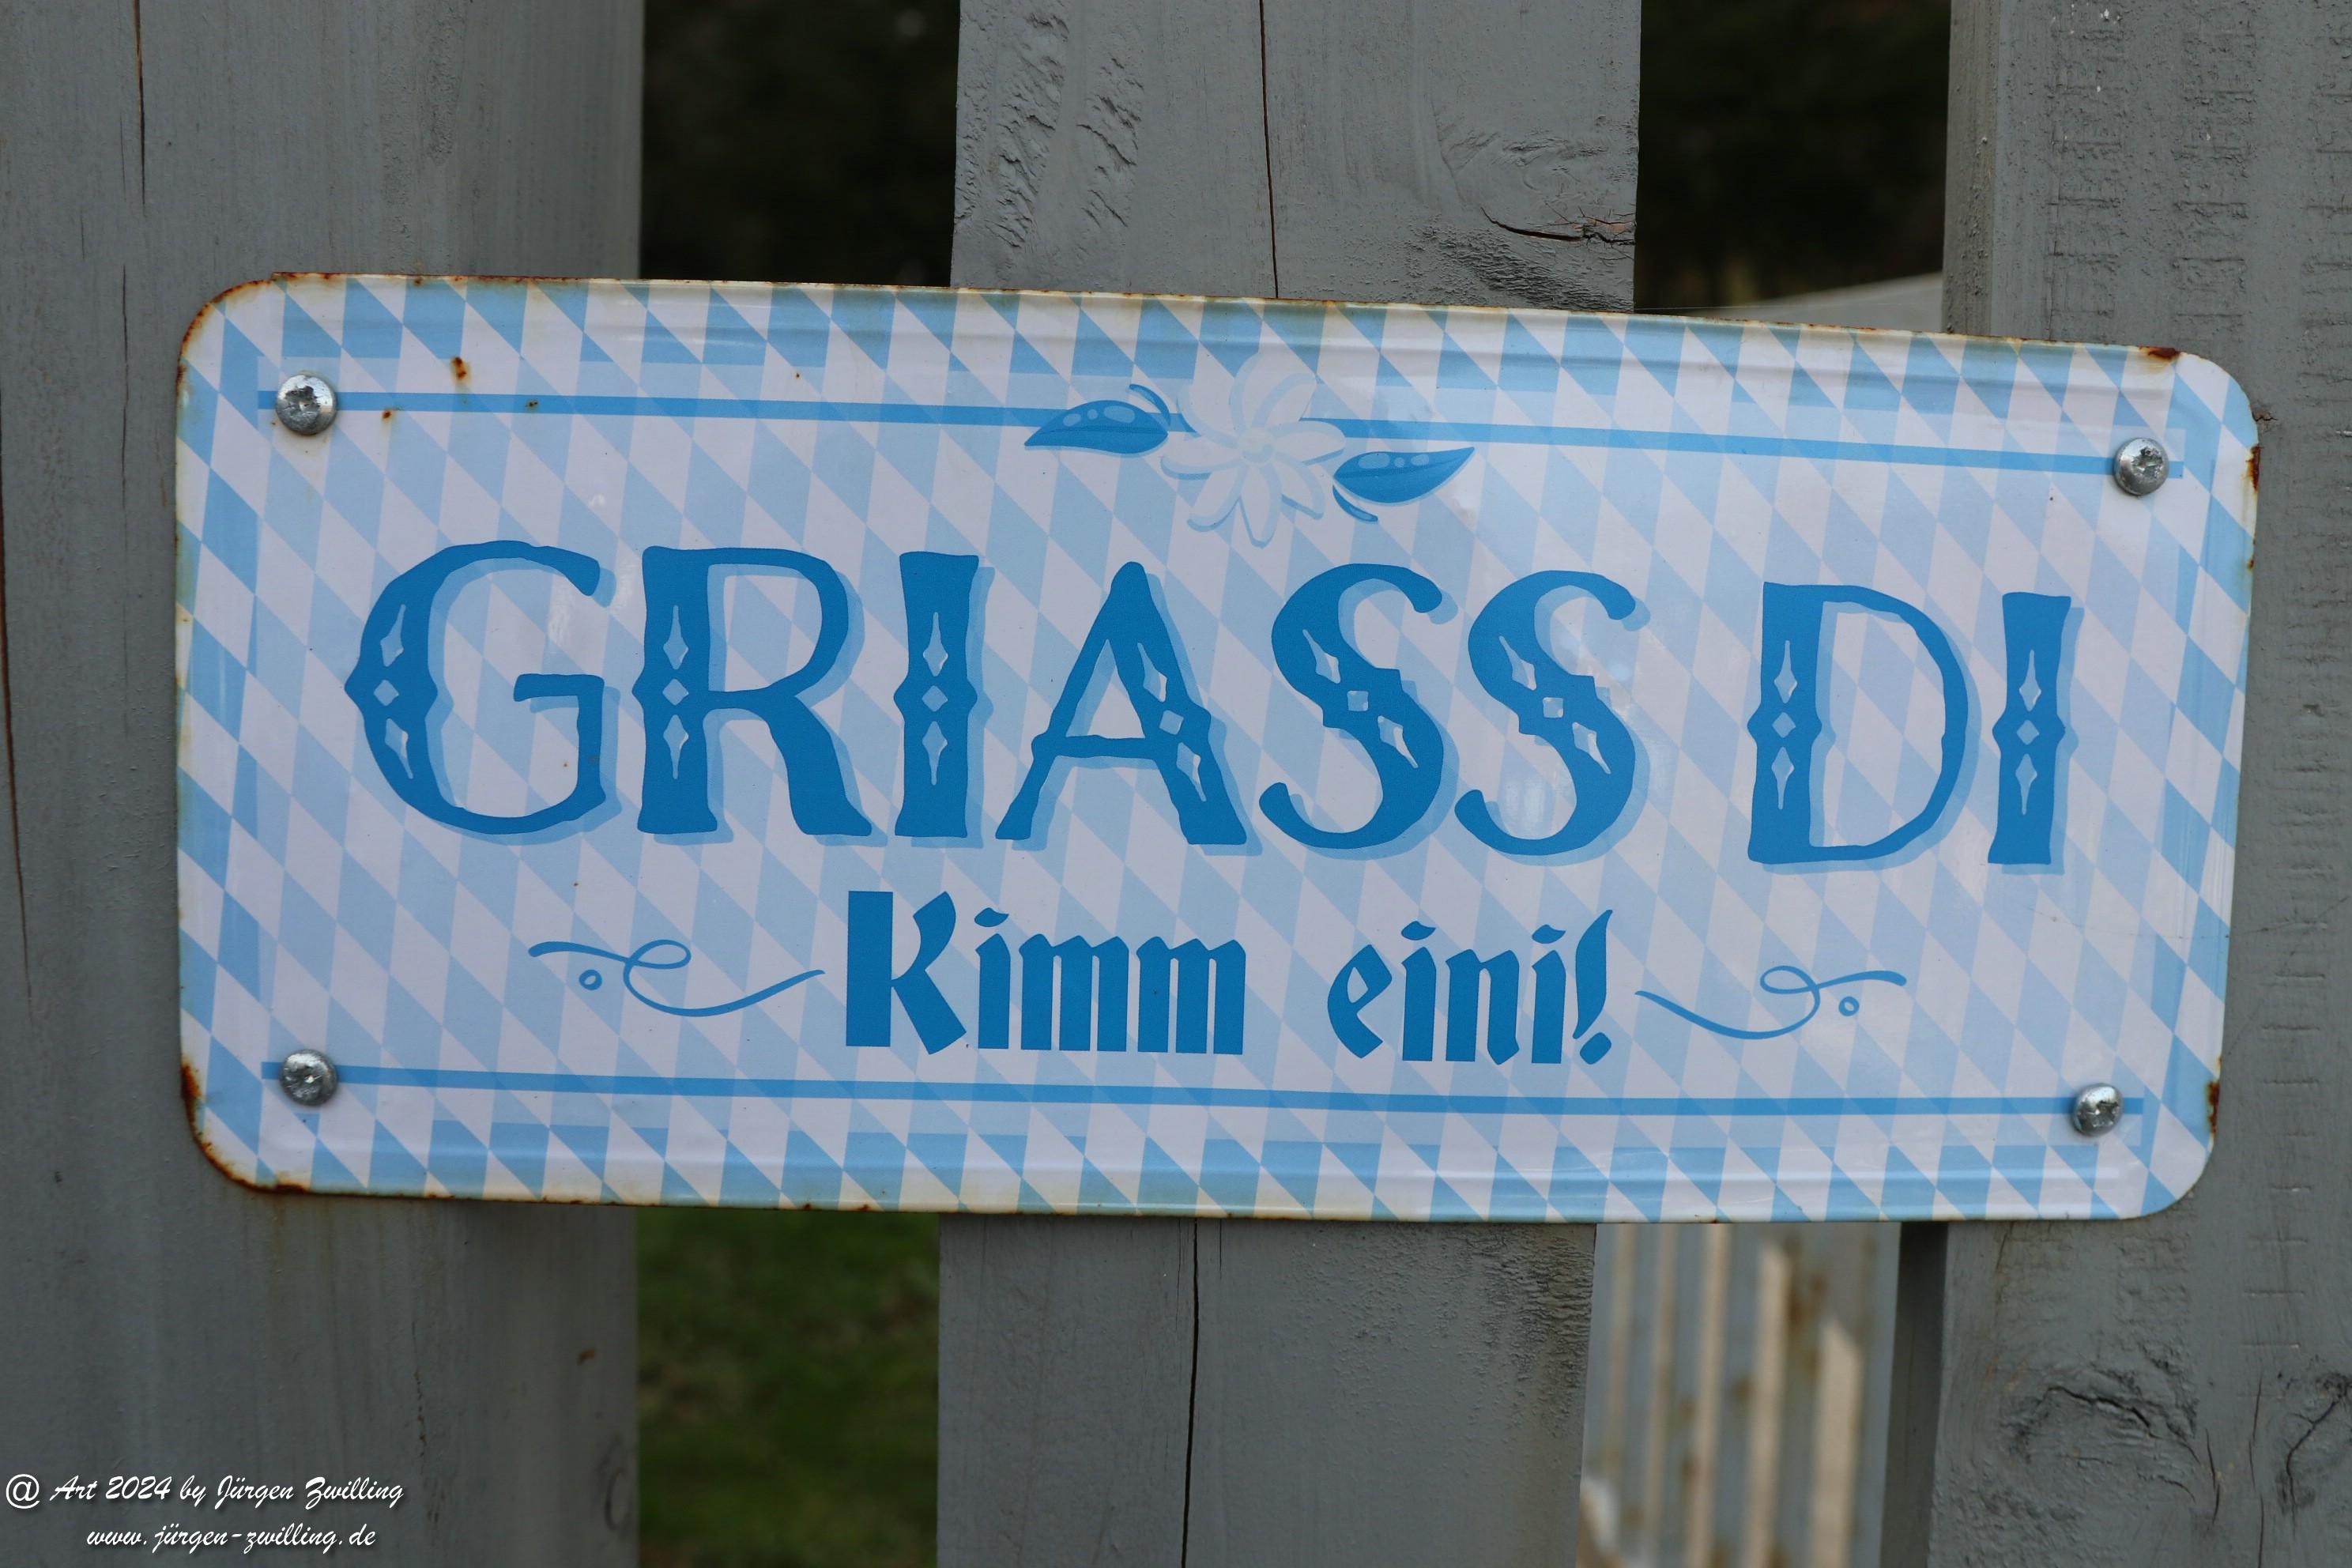 GRIASS DI
Kimm eini!
@ Art 2024 by Jürgen Zwilling
www.jürgen-zwilling.de